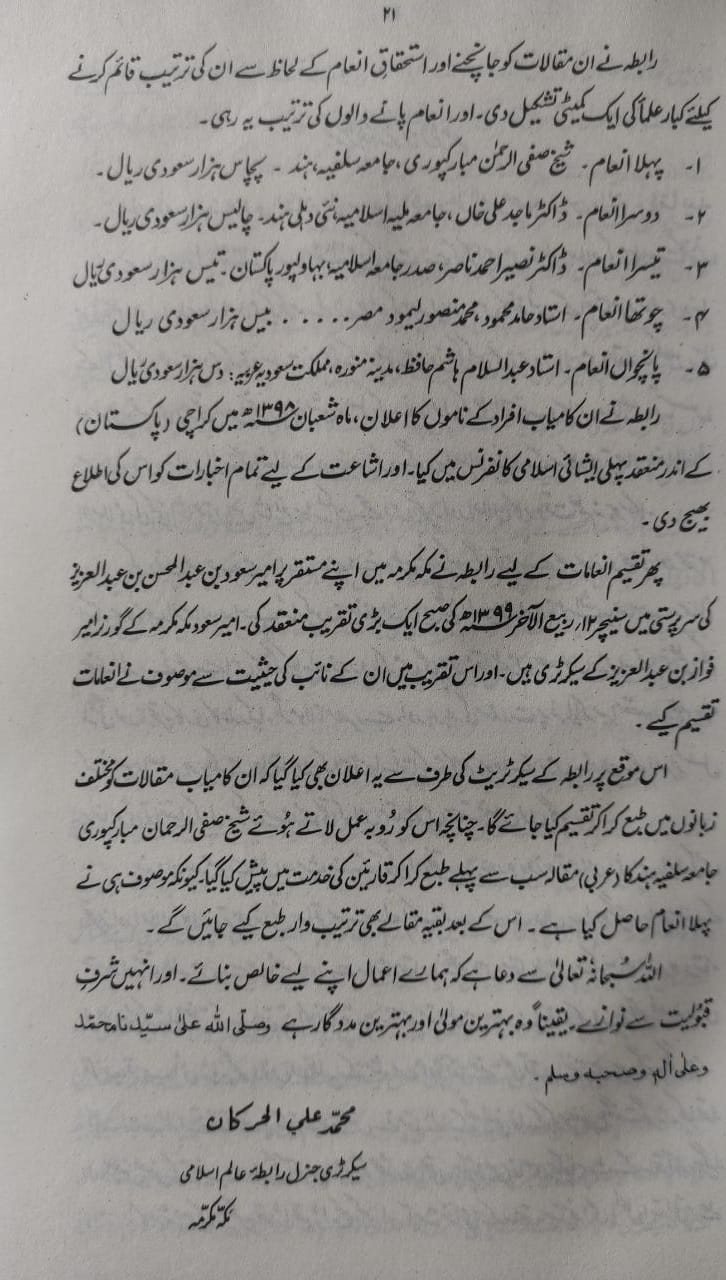 ۲۱
رابطہ نے ان مقالات کو جانچنے اور استحقاقِ انعام کے لحاظ سے ان کی ترتیب قائم کرنے
کیلئے کبار علماً کی ایک کمیٹی تشکیل دی۔ اور انعام پانے والوں کی ترتیب یہ رہی۔
۱- پہلا انعام۔ شیخ صفی الرحمٰن مبارکپوری، جامعہ سلفیہ، ہند ۔ پچاس ہزار سعودی ریال۔
۲- دوسرا انعام۔ ڈاکٹر ماجد علی خاں، جامعہ ملیہ اسلامیہ نئی دہلی ہند۔ چالیس ہزار سعودی ریال۔
۳- تیسرا انعام۔ ڈاکٹر نصیر احمد ناصر، صدر جامعہ اسلامیہ، بہاولپور پاکستان۔ تیس ہزار سعودی ریال
۴- چوتھا انعام۔ استاد حامد محمود، محمد منصور لیمود مصر ..... بیس ہزار سعودی ریال
۵- پانچواں انعام۔ استاد عبدالسلام ہاشم حافظ، مدینہ منورہ، مملکت سعودیہ عربیہ: دس ہزار سعودی ریال
رابطہ نے ان کامیاب افراد کے ناموں کا اعلان، ماہ شعبان ۱۳۹۸ھ میں کراچی (پاکستان)
کے اندر منعقد پہلی ایشائی اسلامی کانفرنس میں کیا۔ اور اشاعت کے لیے تمام اخبارات کو اس کی اطلاع
بھیج دی۔
پھر تقسیم انعامات کے لیے رابطہ نے مکہ مکرمہ میں اپنے مستقر پر امیر سعود بن عبدالمحسن بن عبدالعزیز
کی سرپرستی میں سنیچر ۱۲؍ ربیع الآخر ۱۳۹۹ھ کی صبح ایک بڑی تقریب منعقد کی۔ امیر سعود مکہ مکرمہ کے گورنر امیر
فواز بن عبدالعزیز کے سیکرٹری ہیں۔ اور اس تقریب میں ان کے نائب کی حیثیت سے موصوف نے انعامات
تقسیم کیے۔
اس موقع پر رابطہ کے سیکرٹریٹ کی طرف سے یہ اعلان بھی کیا گیا کہ ان کامیاب مقالات کو مختلف
زبانوں میں طبع کرا کر تقسیم کیا جائے گا۔ چنانچہ اس کو رُو بہ عمل لاتے ہوئے شیخ صفی الرحمان مبارکپوری
جامعہ سلفیہ ہند کا (عربی) مقالہ سب سے پہلے طبع کرا کر قارئین کی خدمت میں پیش کیا گیا۔ کیونکہ موصوف ہی نے
پہلا انعام حاصل کیا ہے۔ اس کے بعد بقیہ مقالے بھی ترتیب وار طبع کیے جائیں گے۔
اللہ سُبحانہٗ تعالیٰ سے دعا ہے کہ ہمارے اعمال اپنے لیے خالص بنائے۔ اور انہیں شرفِ
قبولیت سے نوازے۔ یقیناً وہ بہترین مولیٰ اور بہترین مددگار ہے وصلی الله علی سیّدنا محمّد
وعلی اٰلہٖ وصحبہٖ وسلم۔
محمّد علی الحرکان
سیکرٹری جنرل رابطۂ عالم اسلامی
مکّہ مکرّمہ